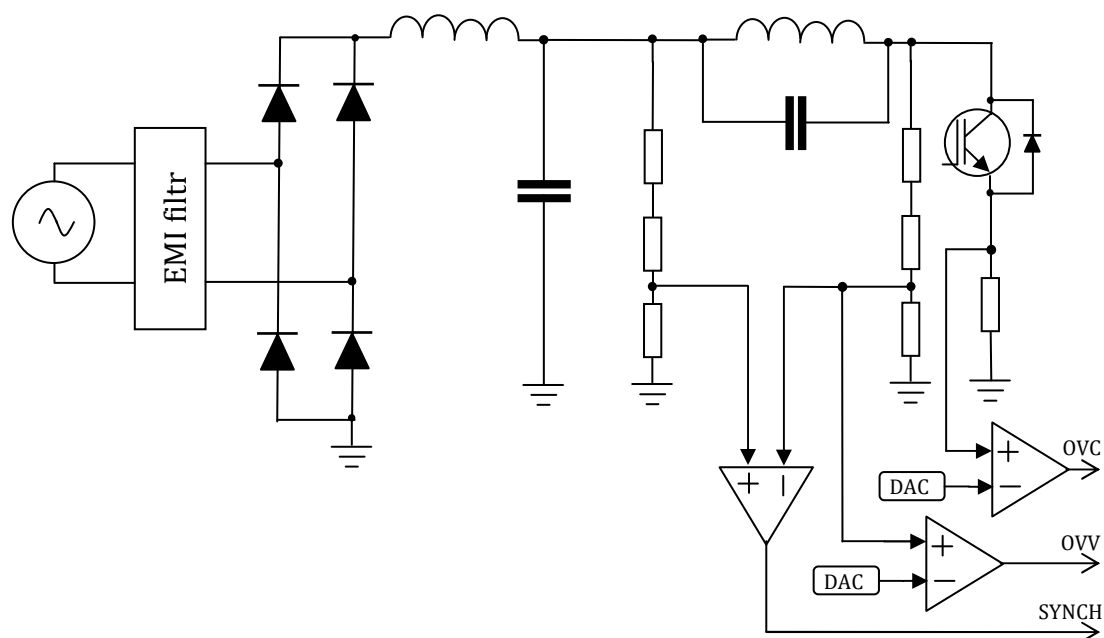 EMI filtr
OVC
DAC
OVV
DAC
SYNCH